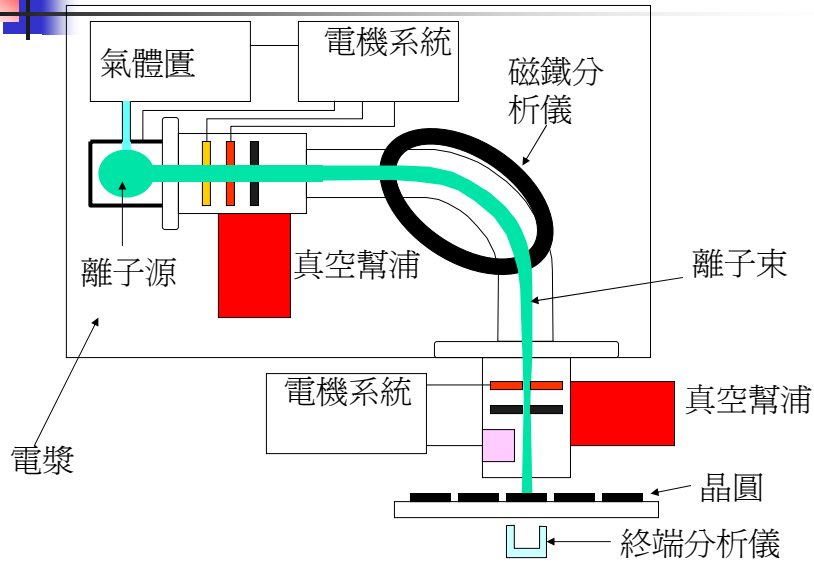 氣體匱
電機系統
磁鐵分
析儀
離子源
真空幫浦
離子束
電機系統
真空幫浦
電漿
晶圓
終端分析儀